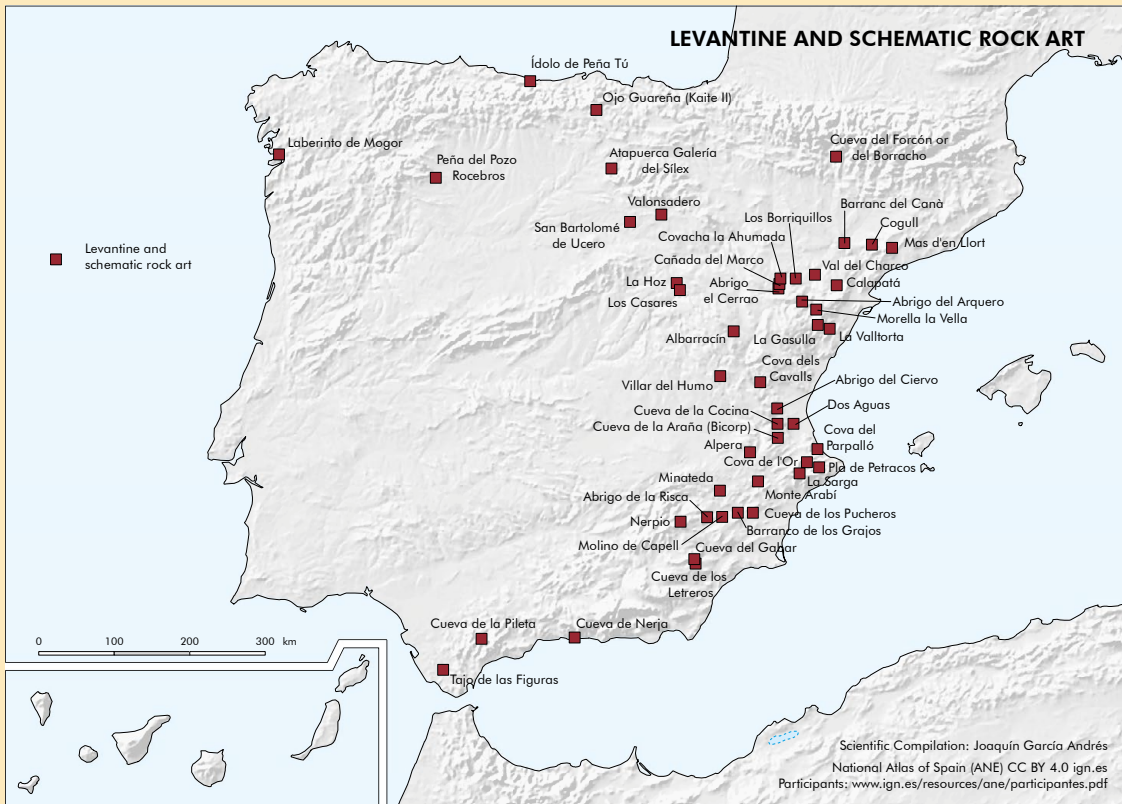 LEVANTINE AND SCHEMATIC ROCK ART
Ídolo de Peña Tú
Ojo Guareña (Kaite II)
Laberinto de Mogor
Peña del Pozo
Rocebros
Atapuerca Galería
del Sílex
Cueva del Forcón or
del Borracho
Valonsadero
San Bartolomé
de Ucero
Los Borriquillos
Barranc del Canà
Cogull
Mas d'en Llort
Covacha la Ahumada
Cañada del Marco
Val del Charco
Calapatá
Levantine and
schematic rock art
La Hoz
Los Casares
Abrigo
el Cerrao
Abrigo del Arquero
Morella la Vella
Albarracín
La Gasulla
La Valltorta
Villar del Humo
Cova dels
Cavalls
Abrigo del Ciervo
Cueva de la Cocina
Dos Aguas
Cueva de la Araña (Bicorp)
Cova del
Parpalló
Alpera
Cova de l'Or
Pla de Petracos
La Sarga
Minateda
Monte Arabí
Abrigo de la Risca
Cueva de los Pucheros
Nerpio
Barranco de los Grajos
Molino de Capell
Cueva del Gabar
Cueva de los
Letreros
Cueva de la Pileta
Cueva de Nerja
Tajo de las Figuras
0 100 200 300 km
Scientific Compilation: Joaquín García Andrés
National Atlas of Spain (ANE) CC BY 4.0 ign.es
Participants: www.ign.es/resources/ane/participantes.pdf